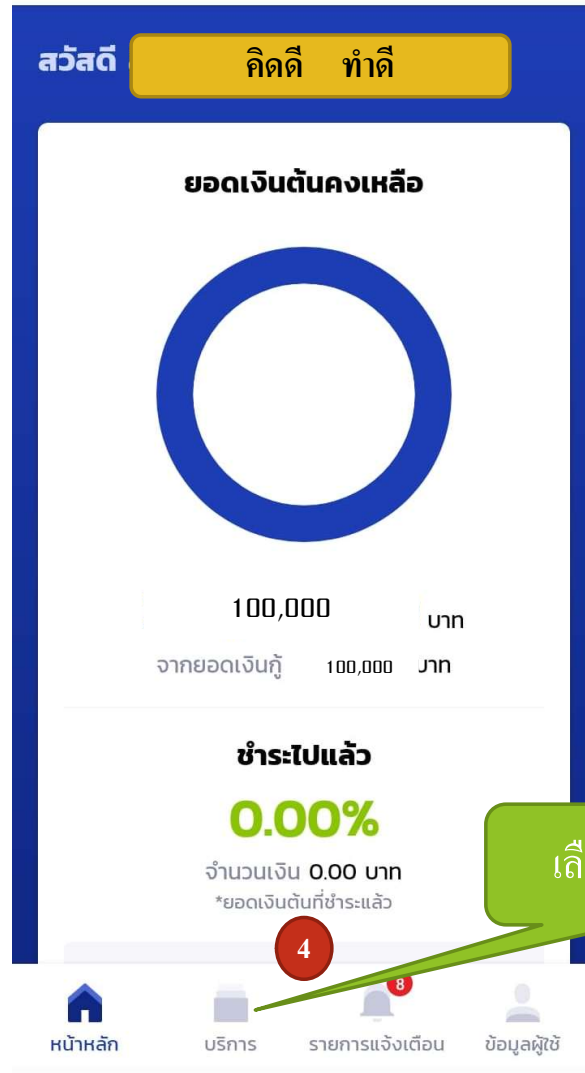 สวัสดี
คิดดี ทำดี
ยอดเงินต้นคงเหลือ
100,000 บาท
จากยอดเงินกู้ 100,000 บาท
ชำระไปแล้ว
0.00%
จำนวนเงิน 0.00 บาท
*ยอดเงินต้นที่ชำระแล้ว
4
8
หน้าหลัก บริการ รายการแจ้งเตือน ข้อมูลผู้ใช้